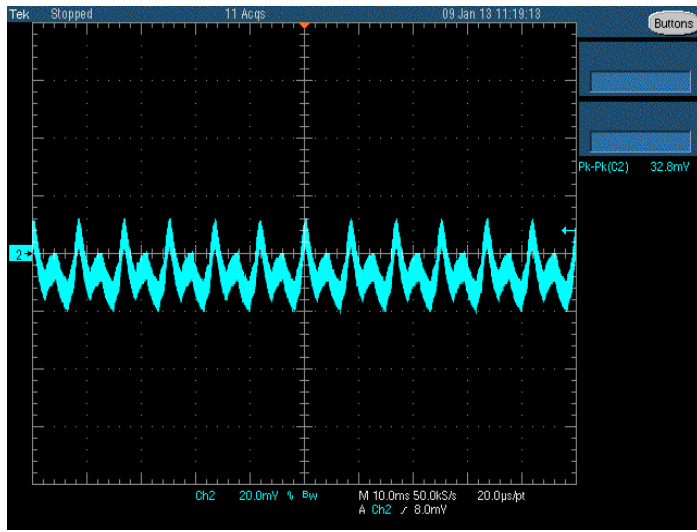 Tek Stopped 11 Acqs 09 Jan 13 11:19:13
Buttons
Pk-Pk(C2) 32.8mV
2
Ch2 20.0mV % Bw M 10.0ms 50.0kS/s 20.0µs/pt
A Ch2 / 8.0mV